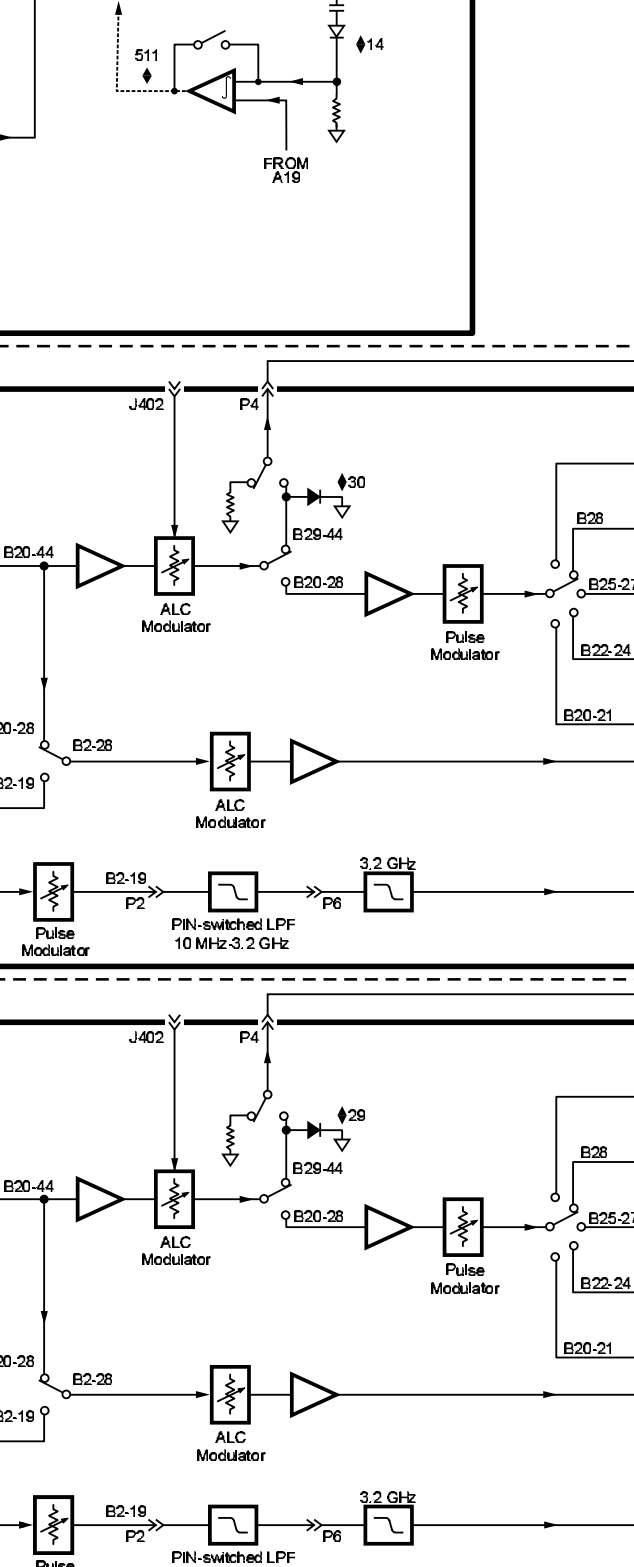 511
14
FROM
A19
J402
P4
30
B29-44
B20-44
B20-28
B28
B25-27
ALC
Modulator
Pulse
Modulator
B22-24
B20-21
20-28
B2-28
B2-19
ALC
Modulator
3.2 GHz
B2-19
P2
P6
Pulse
Modulator
PIN-switched LPF
10 MHz-3.2 GHz
J402
P4
29
B29-44
B20-44
B20-28
B28
B25-27
ALC
Modulator
Pulse
Modulator
B22-24
B20-21
20-28
B2-28
B2-19
ALC
Modulator
3.2 GHz
B2-19
P2
P6
Pulse
PIN-switched LPF